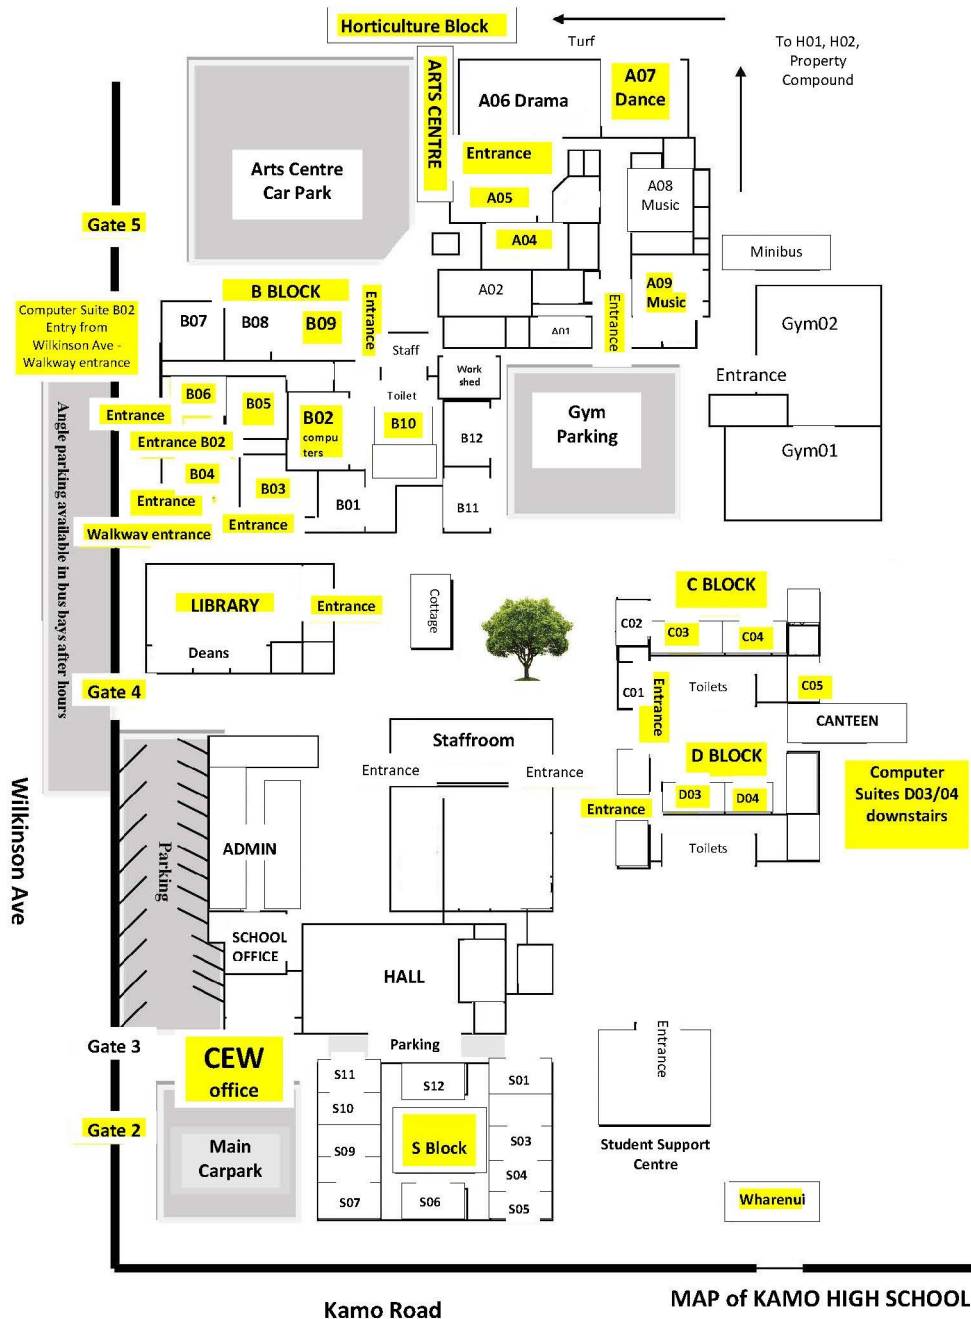 Horticulture Block
Turf
To H01, H02,
Property
Compound
ARTS CENTRE
A06 Drama
A07
Dance
Entrance
Arts Centre
Car Park
A05
A08
Music
Gate 5
A04
Minibus
B BLOCK
A02
A09
Music
Entrance
Entrance
Computer Suite B02
Entry from
Wilkinson Ave -
Walkway entrance
B07
B08
B09
A01
Gym02
Staff
Work
shed
Entrance
Toilet
B06
B05
B02
compu
ters
B10
Entrance
Gym
Parking
Entrance B02
B12
Gym01
B04
B03
Entrance
B01
B11
Entrance
Walkway entrance
Angle parking available in bus bays after hours
LIBRARY
Entrance
Cottage
C BLOCK
C02
C03
C04
Deans
Gate 4
C01
Entrance
Toilets
C05
CANTEEN
Staffroom
D BLOCK
Entrance
Entrance
Computer
Suites D03/04
downstairs
D03
D04
Entrance
Wilkinson Ave
Parking
ADMIN
Toilets
SCHOOL
OFFICE
HALL
Gate 3
CEW
office
Parking
Entrance
S11
S12
S01
S10
Gate 2
Main
Carpark
S Block
S09
S03
Student Support
Centre
S04
S07
S06
S05
Wharenui
Kamo Road
MAP of KAMO HIGH SCHOOL